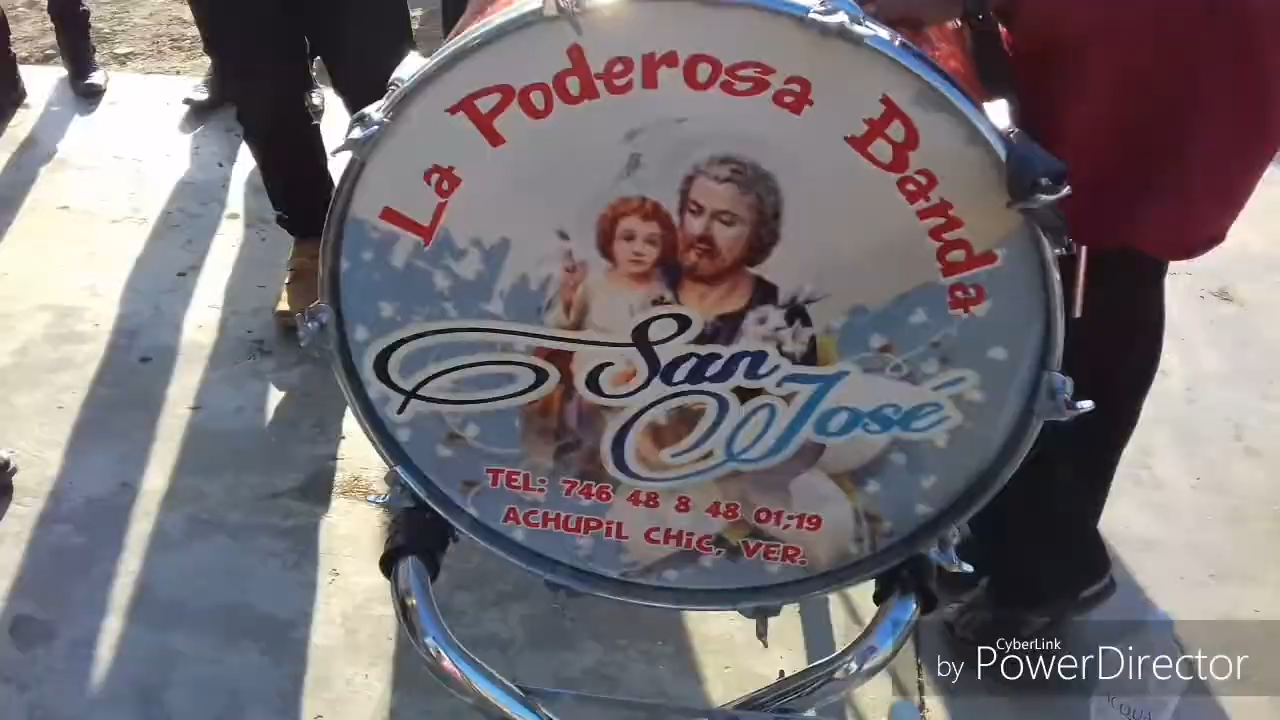 La Poderosa Banda
San José
TEL: 746 48 8 48 01;19
ACHUPiL CHiC, VER.
CyberLink
by PowerDirector